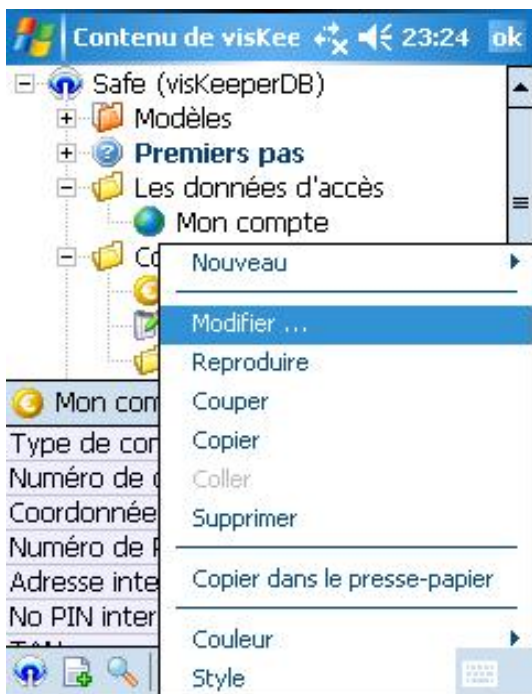 Contenu de visKee 23:24 ok
Safe (visKeeperDB)
Modèles
Premiers pas
Les données d'accès
Mon compte
Nouveau
Modifier ...
Reproduire
Couper
Copier
Coller
Supprimer
Copier dans le presse-papier
Couleur
Style
Mon com
Type de
Numéro de
Coordonnée
Numéro de
Adresse inte
No PIN inter